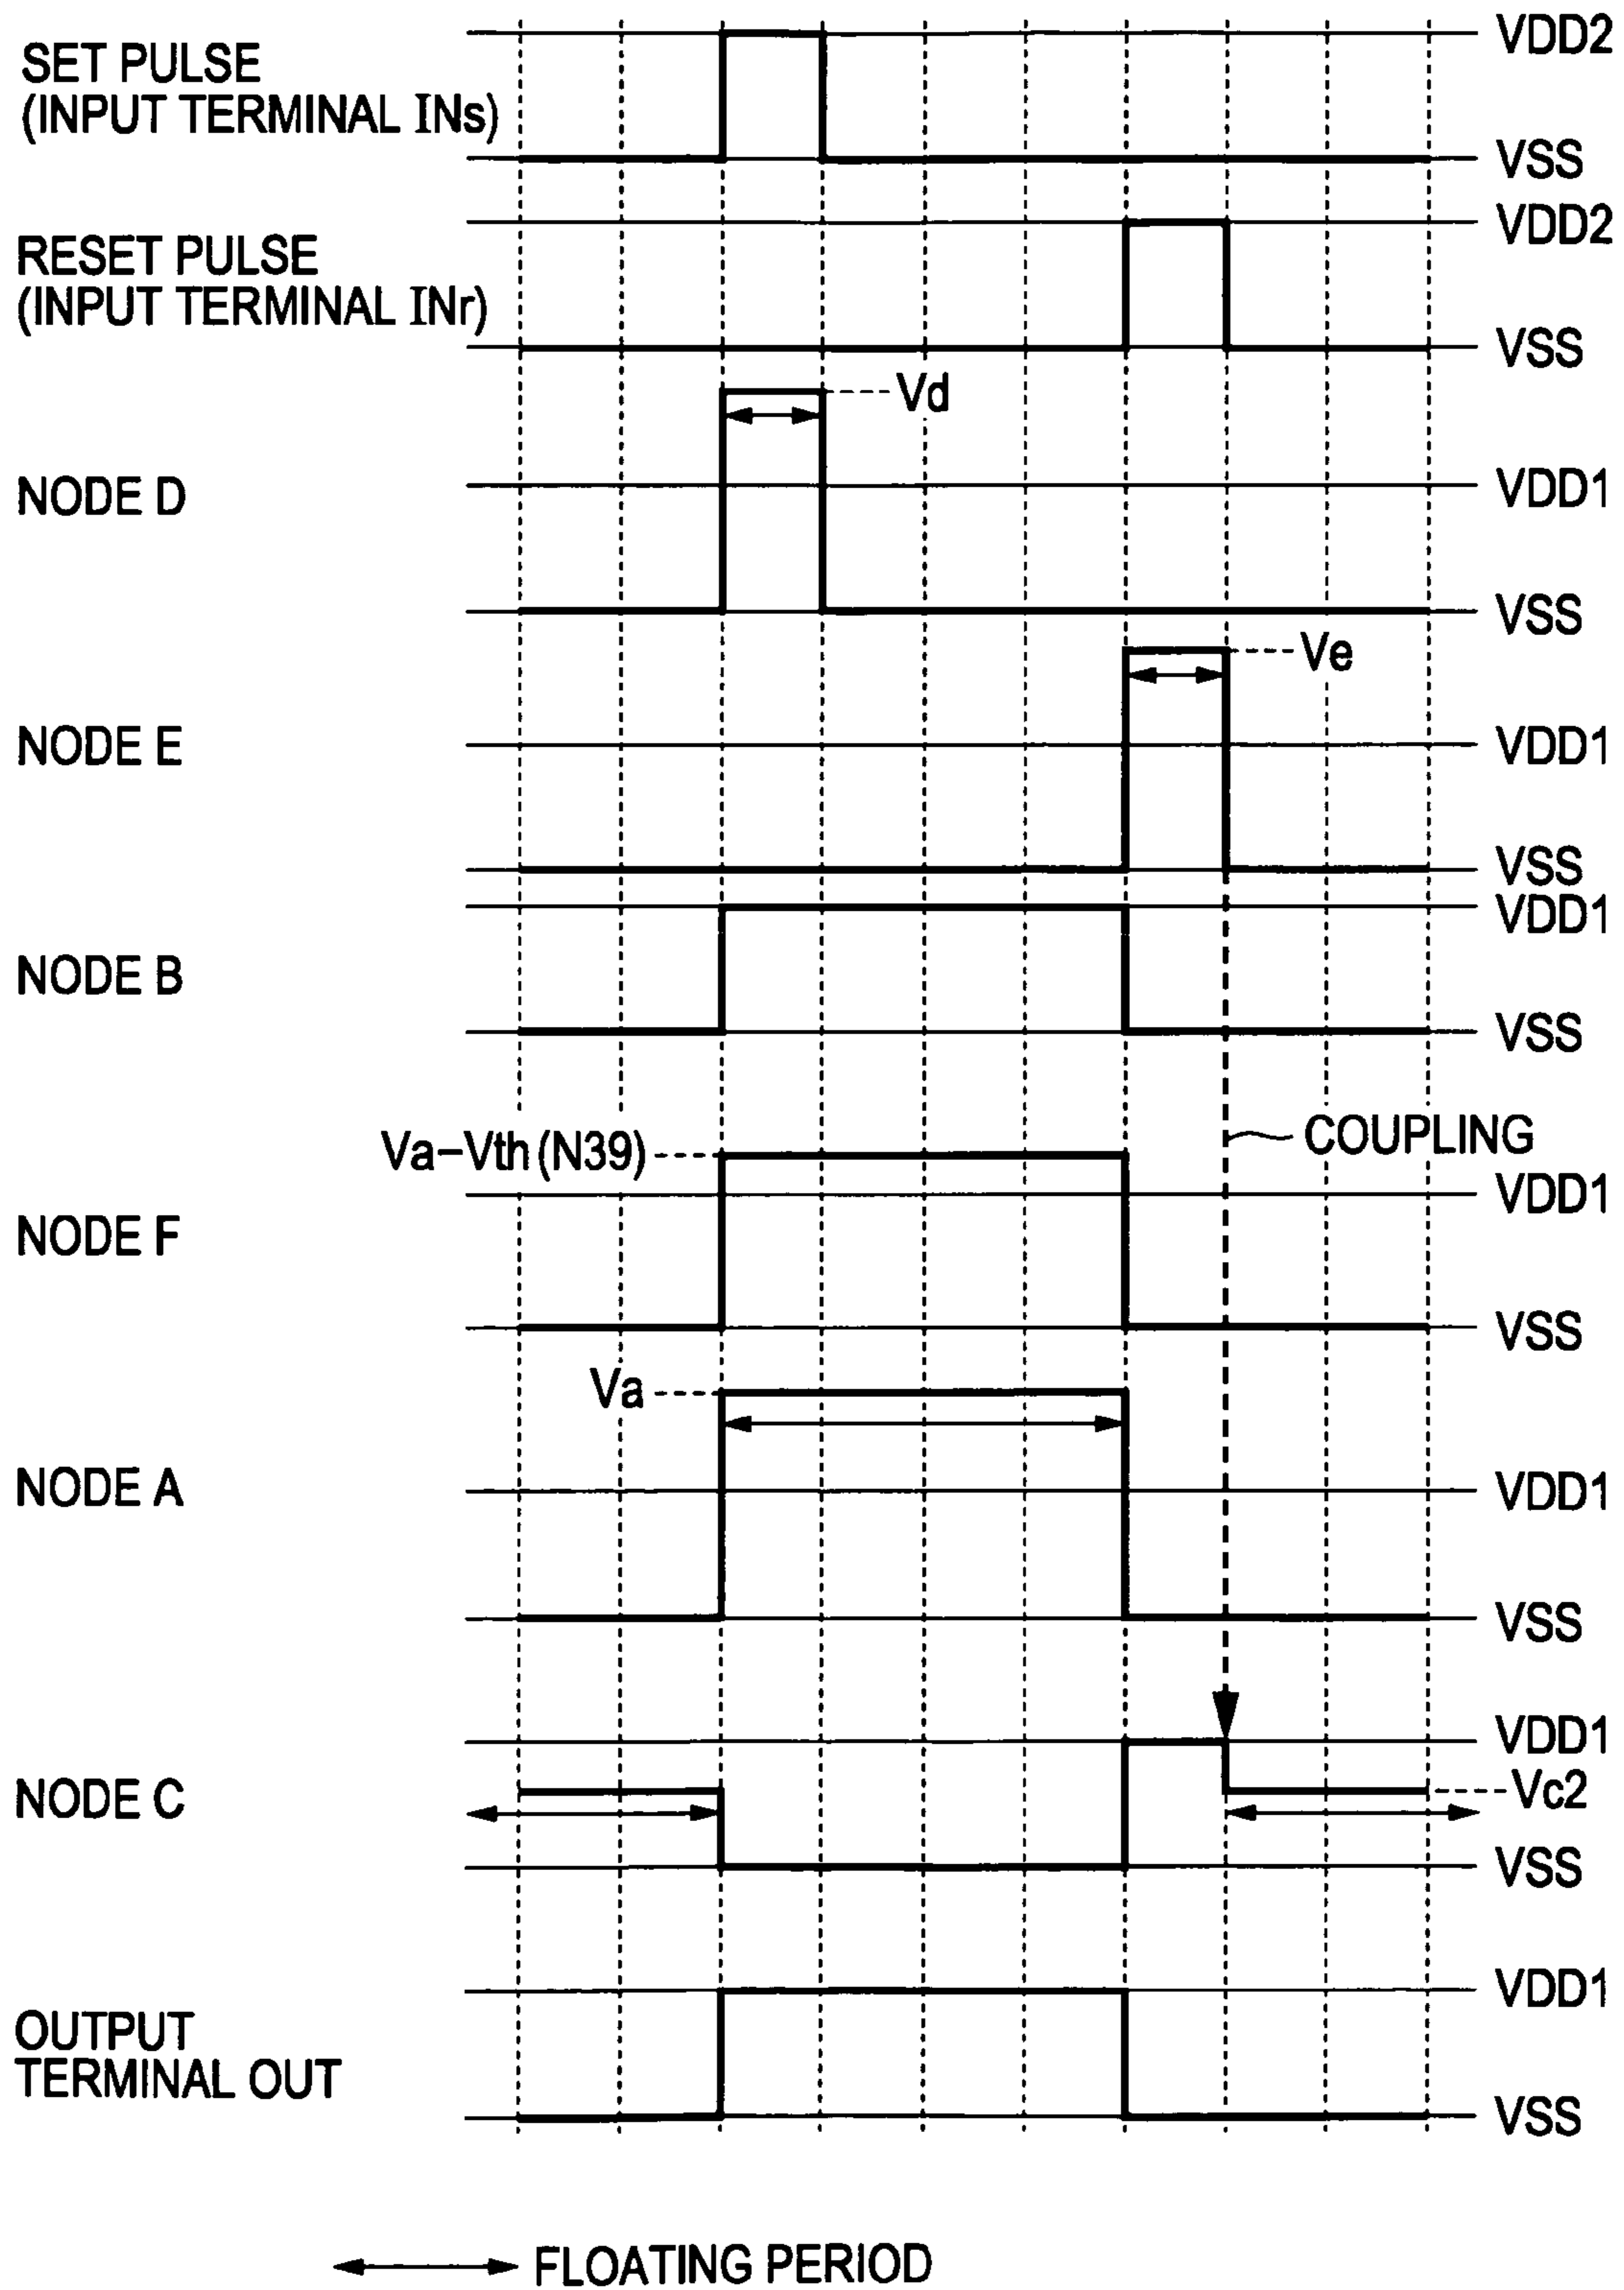 SET PULSE
(INPUT TERMINAL INs)
VDD2
VSS
RESET PULSE
(INPUT TERMINAL INr)
VDD2
VSS
NODE D
Vd
VDD1
VSS
NODE E
Ve
VDD1
VSS
NODE B
VDD1
VSS
COUPLING
NODE F
Va-Vth (N39)
VDD1
VSS
NODE A
Va
VDD1
VSS
NODE C
VDD1
Vc2
VSS
OUTPUT
TERMINAL OUT
VDD1
VSS
FLOATING PERIOD